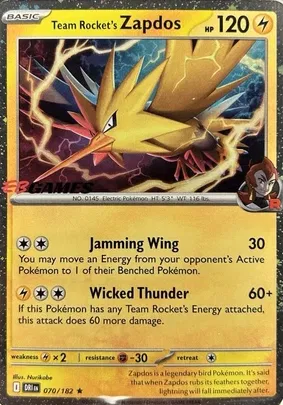 BASIC
Team Rocket's Zapdos HP 120
EB GAMES
R
NO. 0145 Electric Pokémon HT: 5'3" WT: 116 lbs.
Jamming Wing 30
You may move an Energy from your opponent's Active
Pokémon to 1 of their Benched Pokémon.
Wicked Thunder 60+
If this Pokémon has any Team Rocket's Energy attached,
this attack does 60 more damage.
weakness ×2 resistance -30 retreat
Illus. Nurikabe
DRI EN 070/182 ★
Zapdos is a legendary bird Pokémon. It's said
that when Zapdos rubs its feathers together,
lightning will fall immediately after.